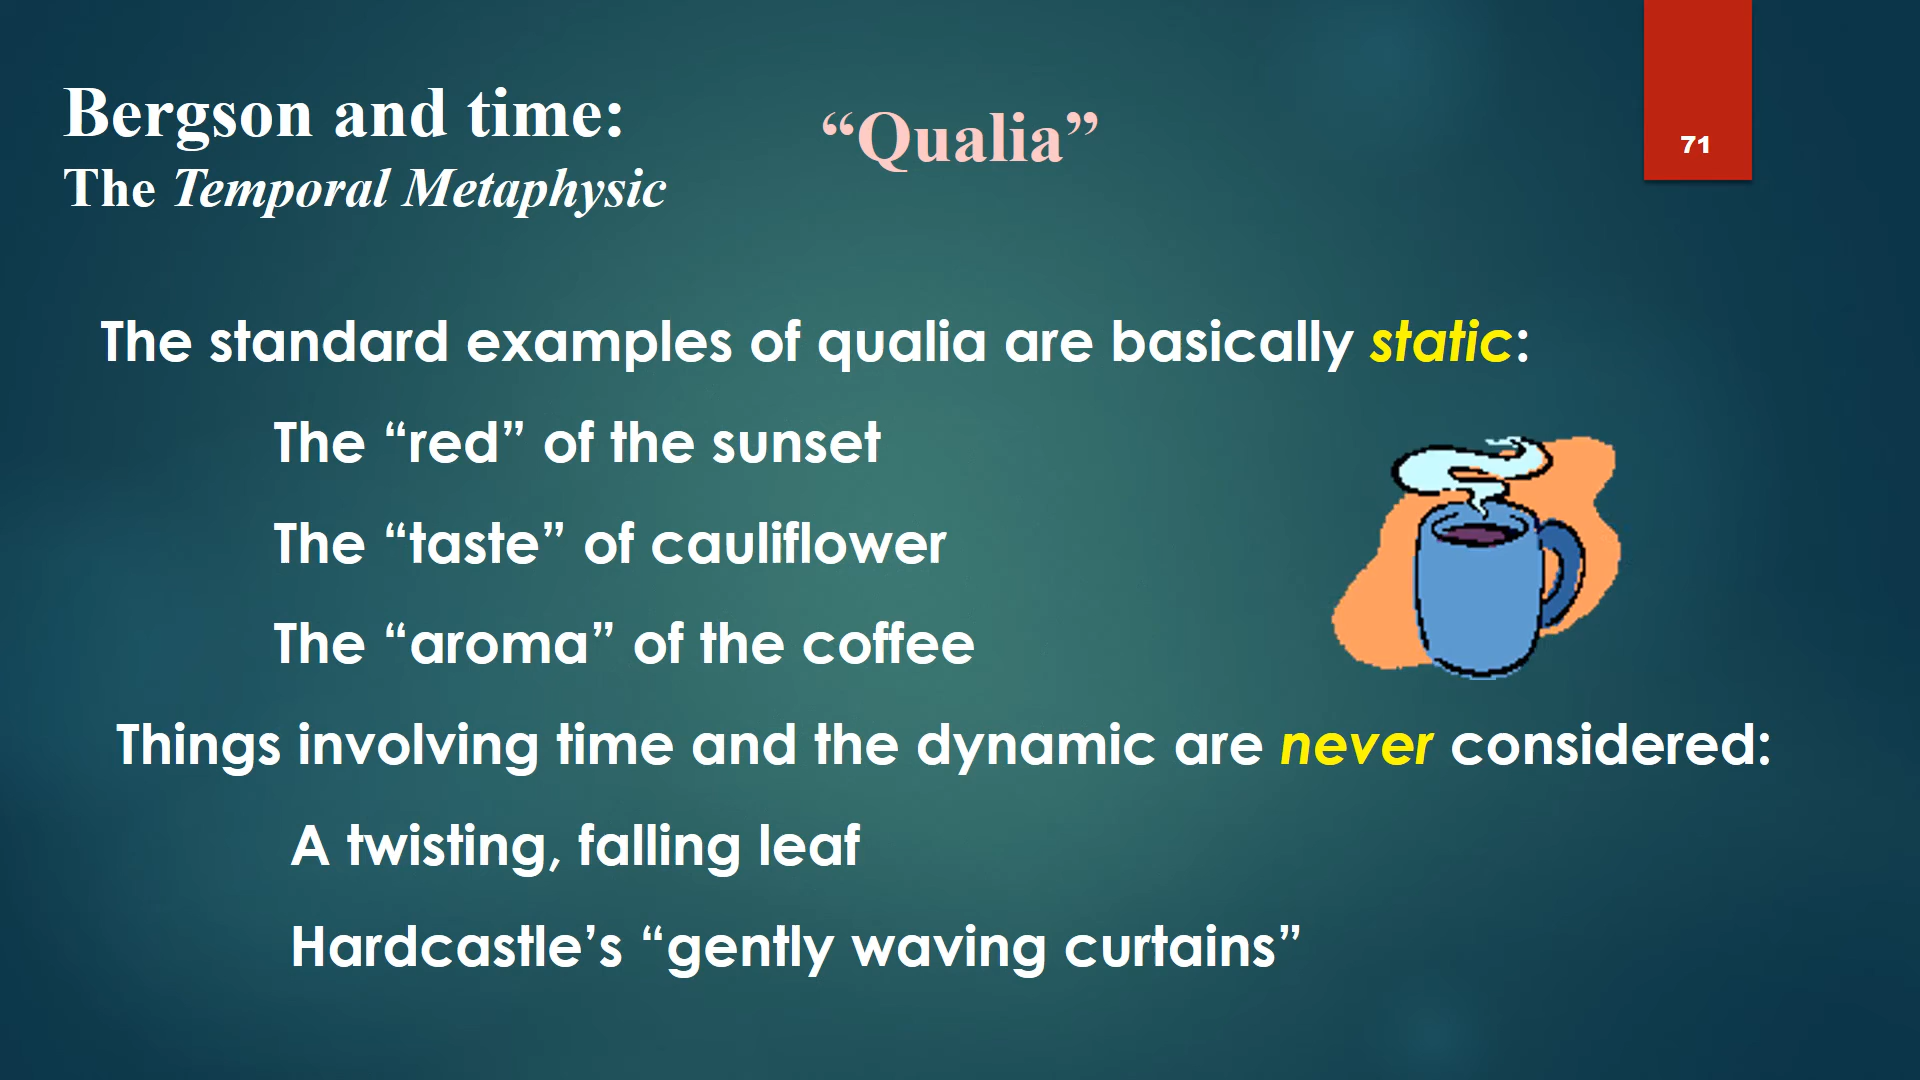 Bergson and time:
The Temporal Metaphysic
“Qualia”
71
The standard examples of qualia are basically static:
The “red” of the sunset
The “taste” of cauliflower
The “aroma” of the coffee
Things involving time and the dynamic are never considered:
A twisting, falling leaf
Hardcastle’s “gently waving curtains”